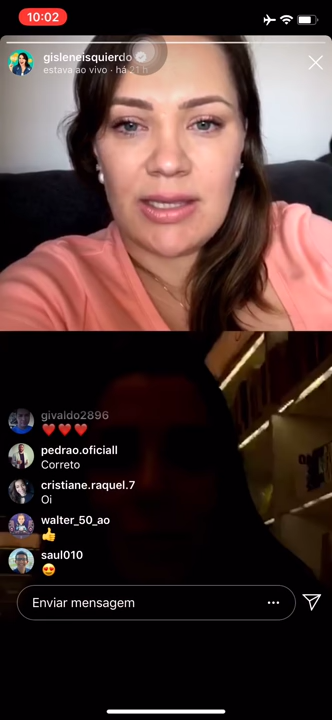 10:02
gisleneisquierdo
estava ao vivo · há 21 h
givaldo2896
❤️❤️❤️
pedrao.oficiall
Correto
cristiane.raquel.7
Oi
walter_50_ao
👍
saul010
😍
Enviar mensagem